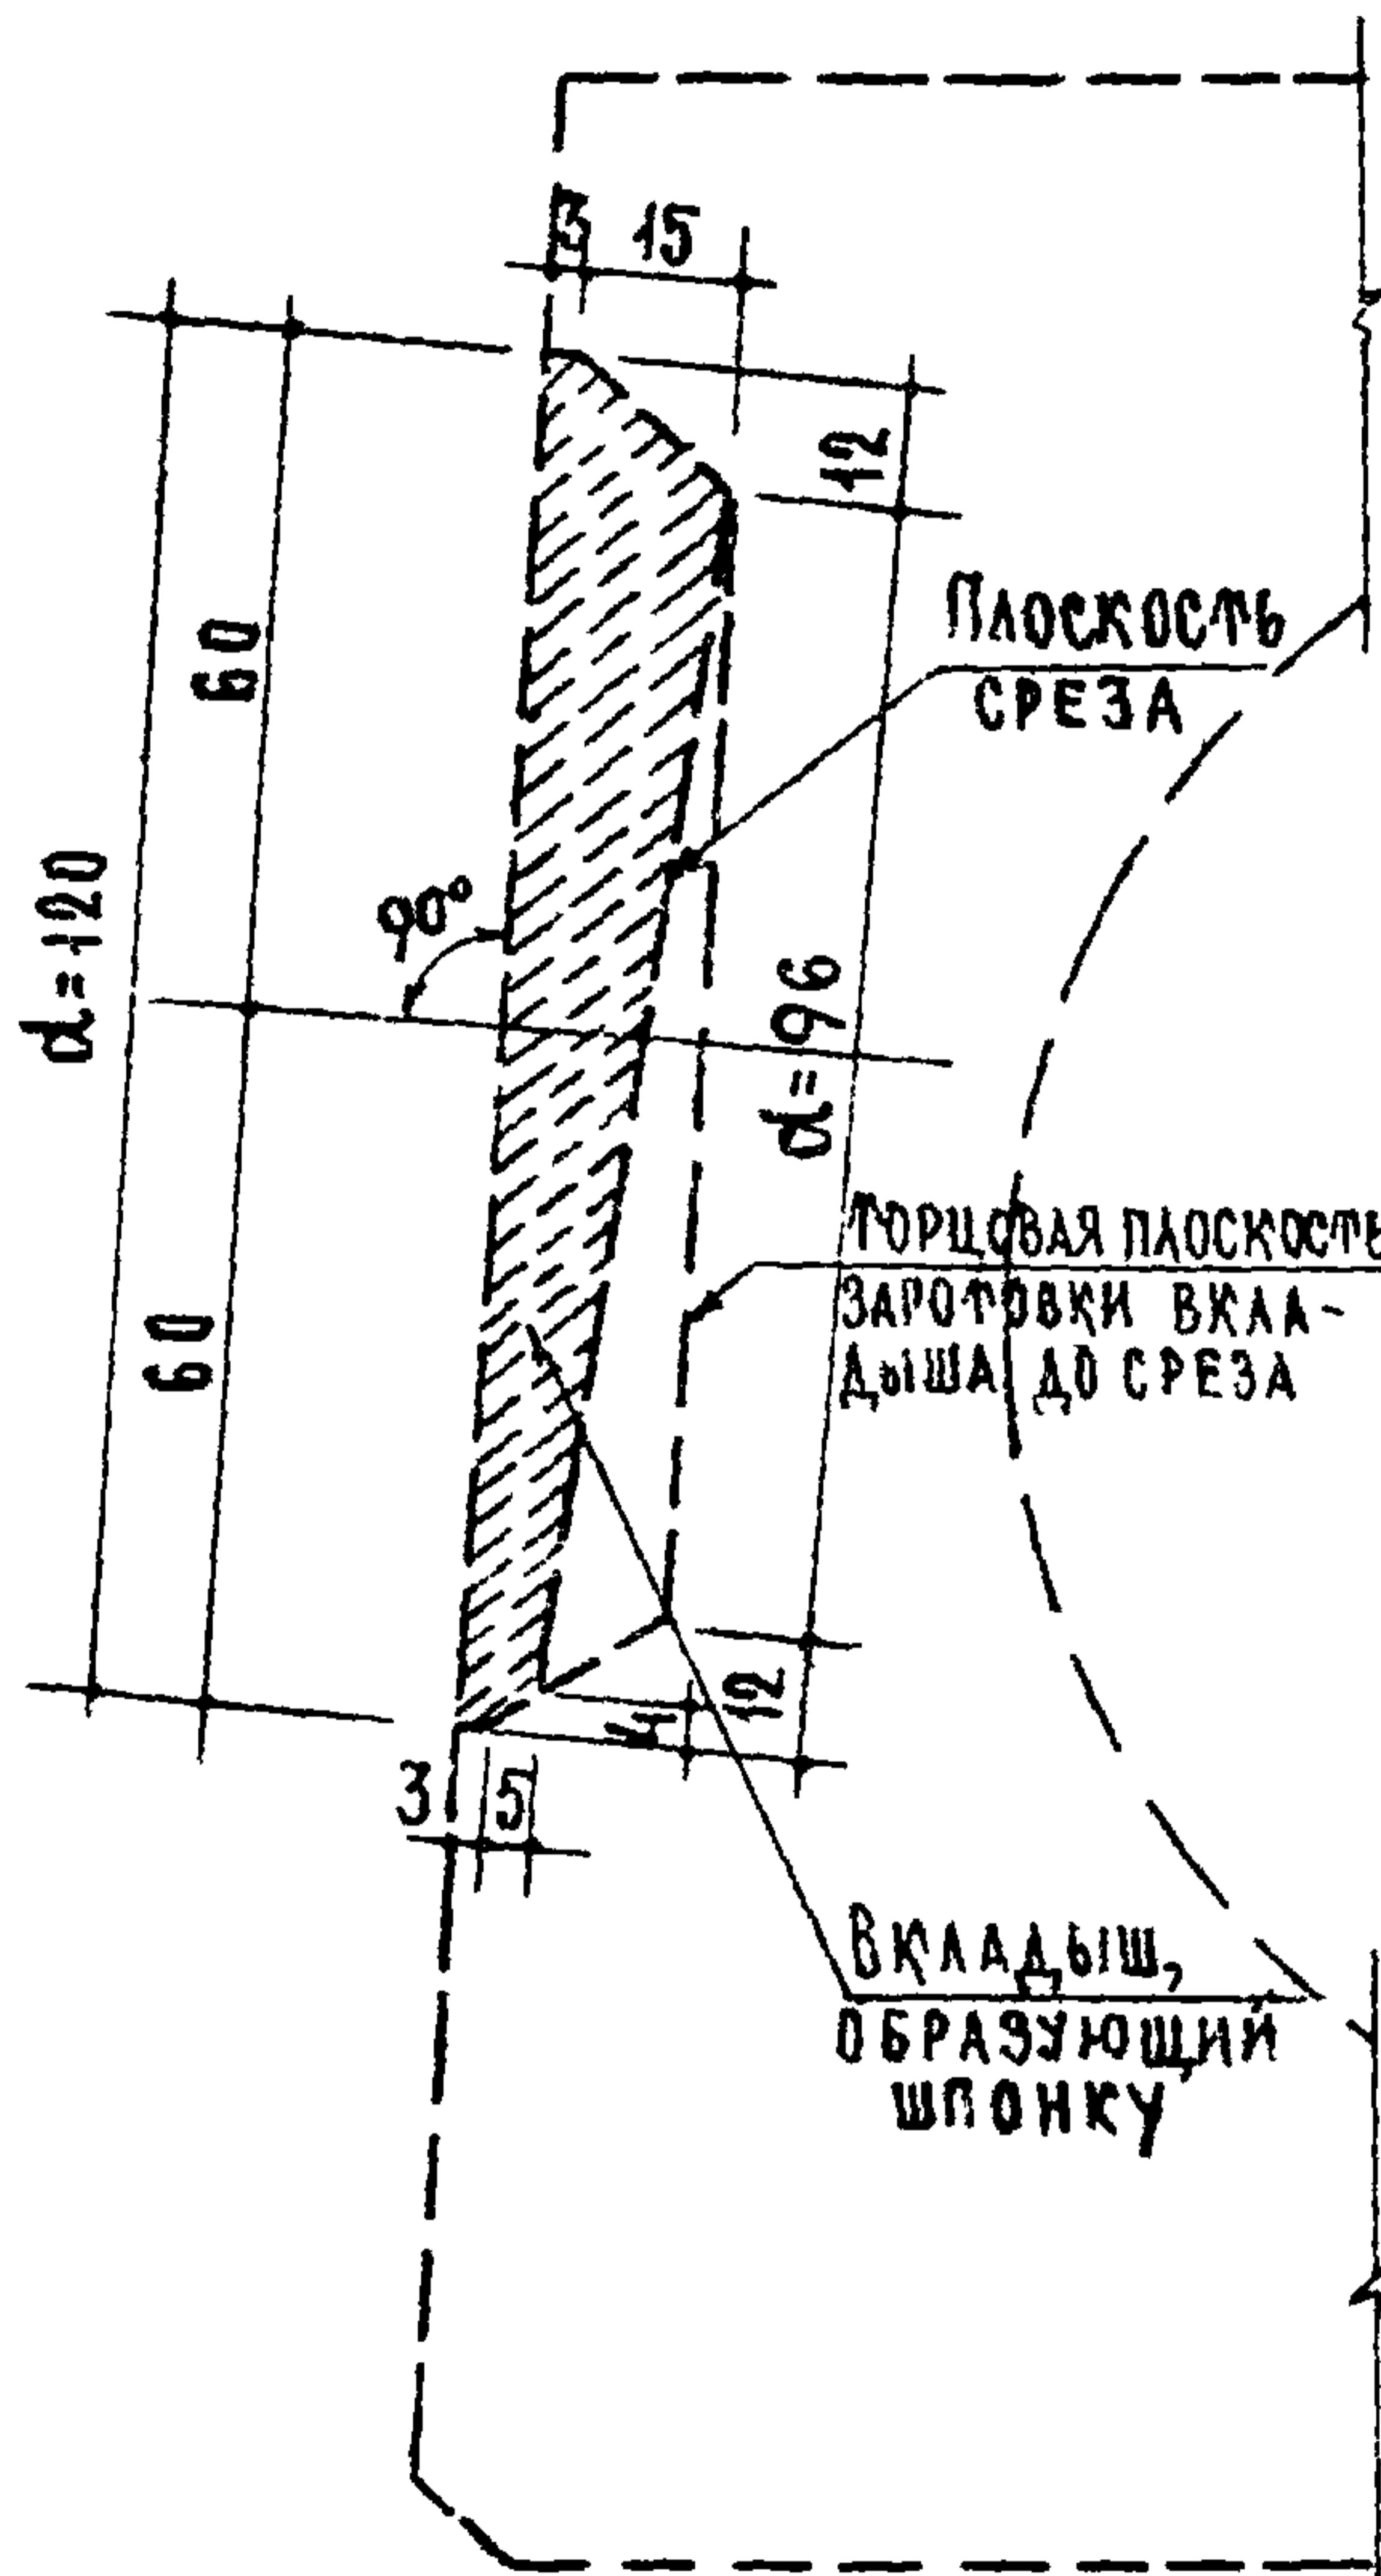 3 15
12
60
ПЛОСКОСТЬ
СРЕЗА
d=120
90°
d=96
ТОРЦОВАЯ ПЛОСКОСТЬ
ЗАГОТОВКИ ВКЛА-
ДЫША ДО СРЕЗА
60
12
4
3 5
ВКЛАДЫШ,
ОБРАЗУЮЩИЙ
ШПОНКУ